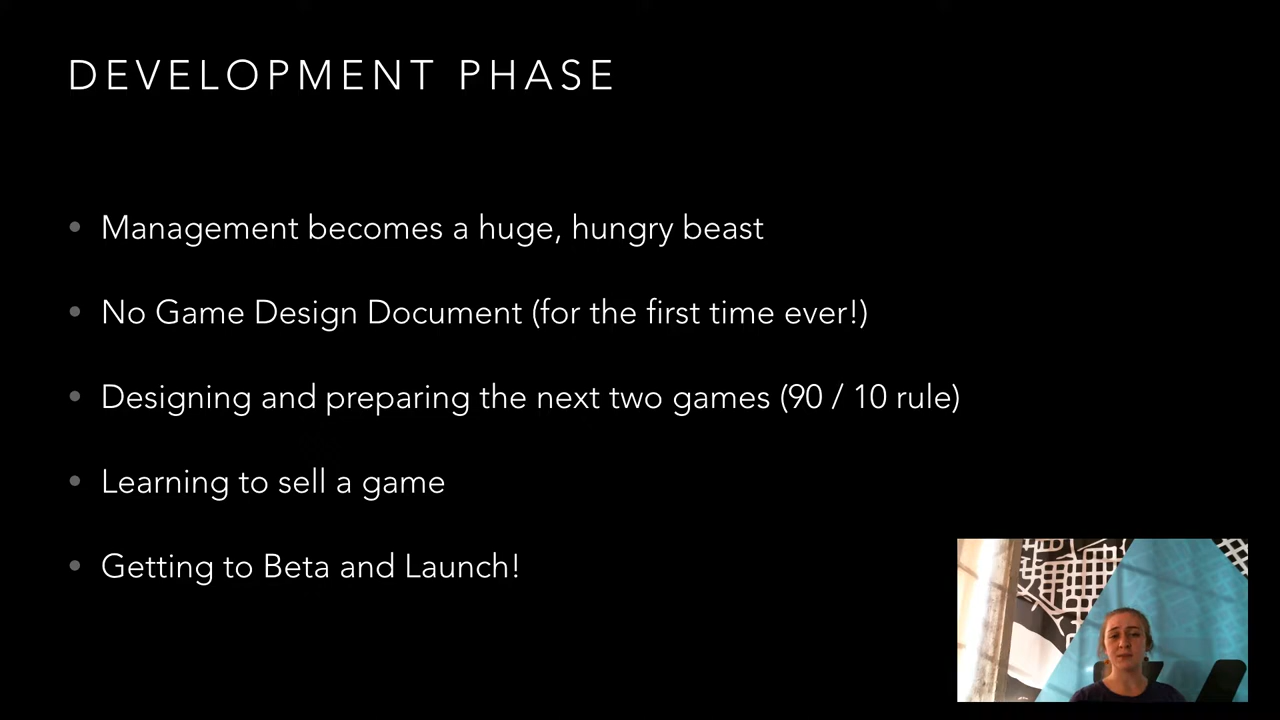 DEVELOPMENT PHASE
• Management becomes a huge, hungry beast
• No Game Design Document (for the first time ever!)
• Designing and preparing the next two games (90 / 10 rule)
• Learning to sell a game
• Getting to Beta and Launch!